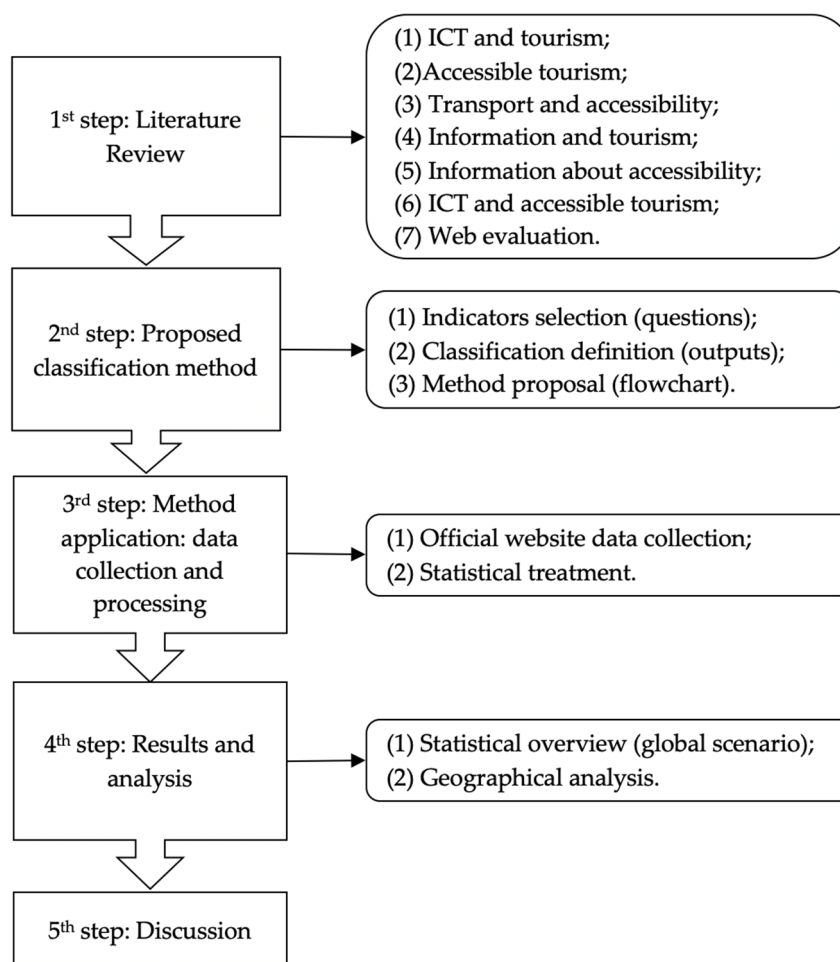 1st step: Literature
Review
(1) ICT and tourism;
(2)Accessible tourism;
(3) Transport and accessibility;
(4) Information and tourism;
(5) Information about accessibility;
(6) ICT and accessible tourism;
(7) Web evaluation.
2nd step: Proposed
classification method
(1) Indicators selection (questions);
(2) Classification definition (outputs);
(3) Method proposal (flowchart).
3rd step: Method
application: data
collection and
processing
(1) Official website data collection;
(2) Statistical treatment.
4th step: Results and
analysis
(1) Statistical overview (global scenario);
(2) Geographical analysis.
5th step: Discussion